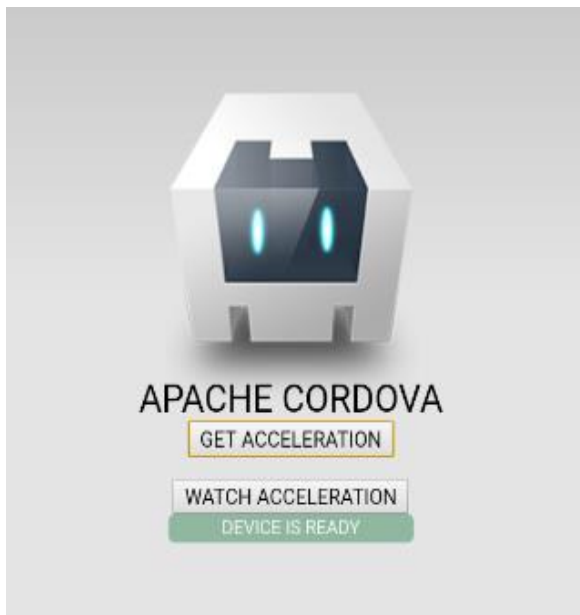 APACHE CORDOVA
GET ACCELERATION
WATCH ACCELERATION
DEVICE IS READY